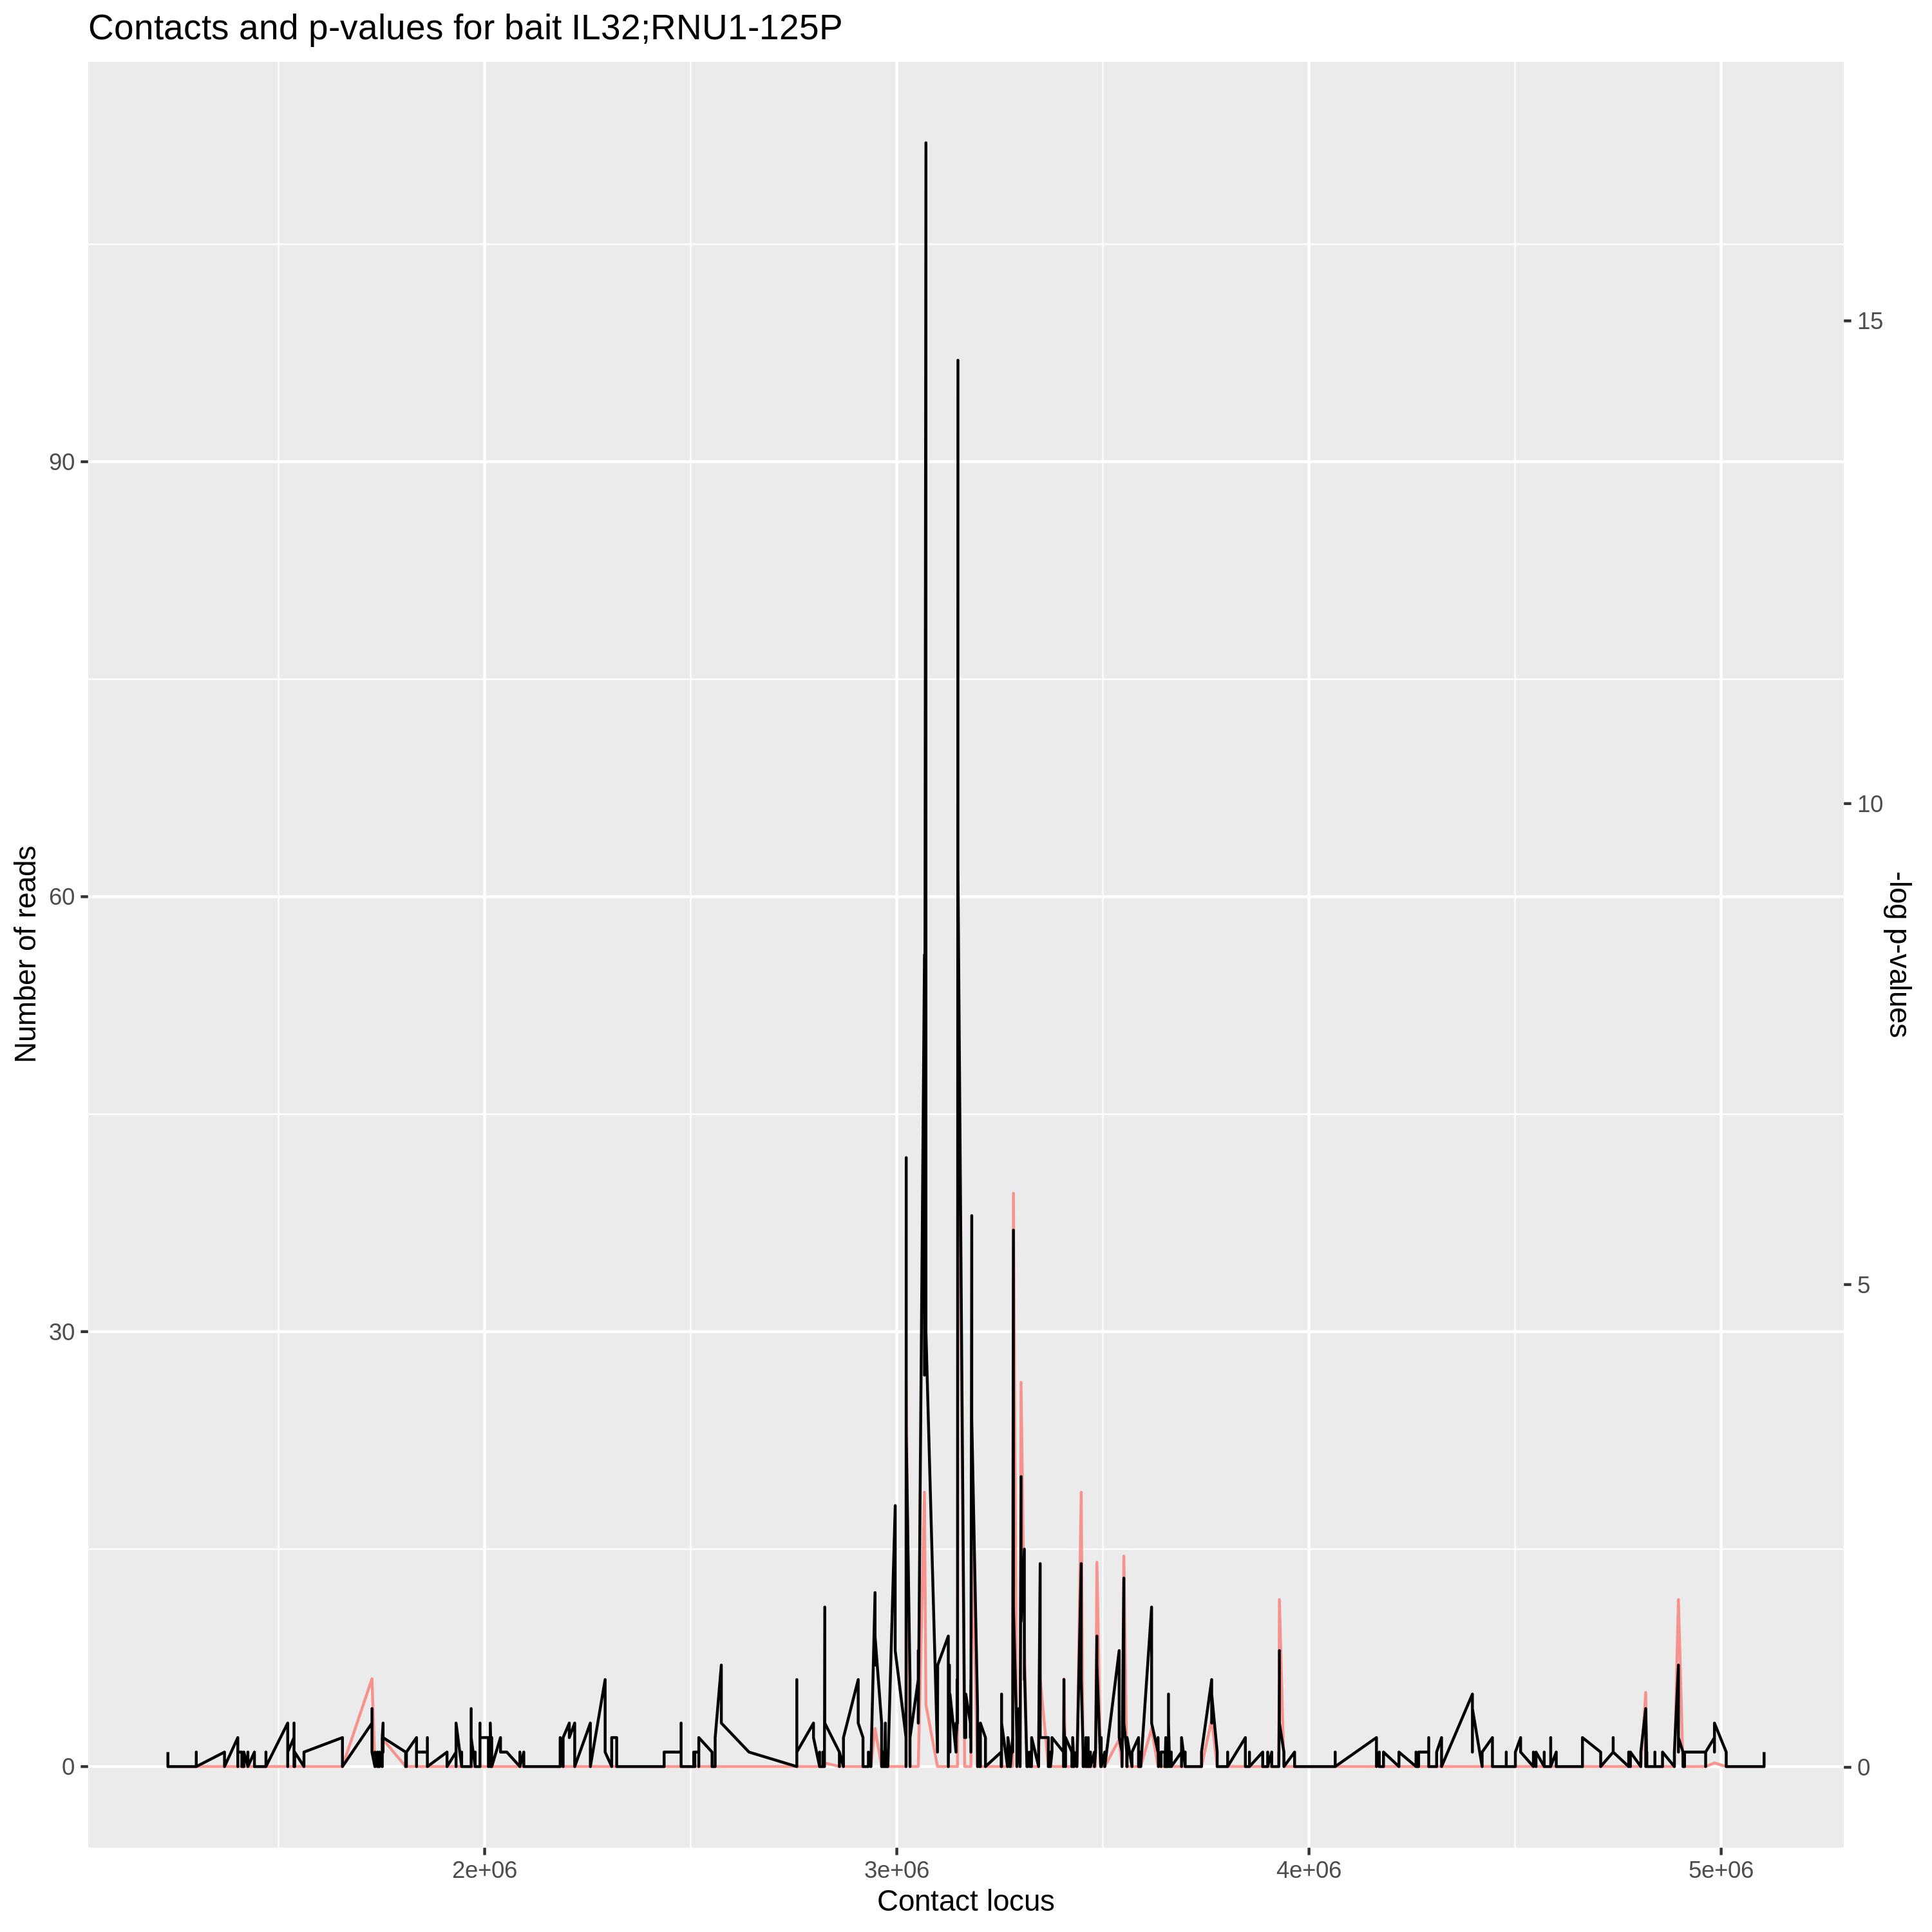 Contacts and p-values for bait IL32;RNU1-125P
Number of reads
90
60
30
0
15
10
5
0
-log p-values
2e+06 3e+06 4e+06 5e+06
Contact locus